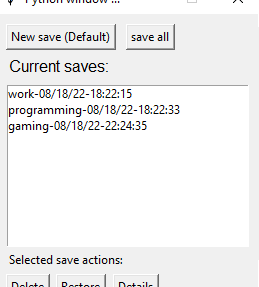 Python window ...
New save (Default) save all
Current saves:
work-08/18/22-18:22:15
programming-08/18/22-18:22:33
gaming-08/18/22-22:24:35
Selected save actions:
Delete Restore Details